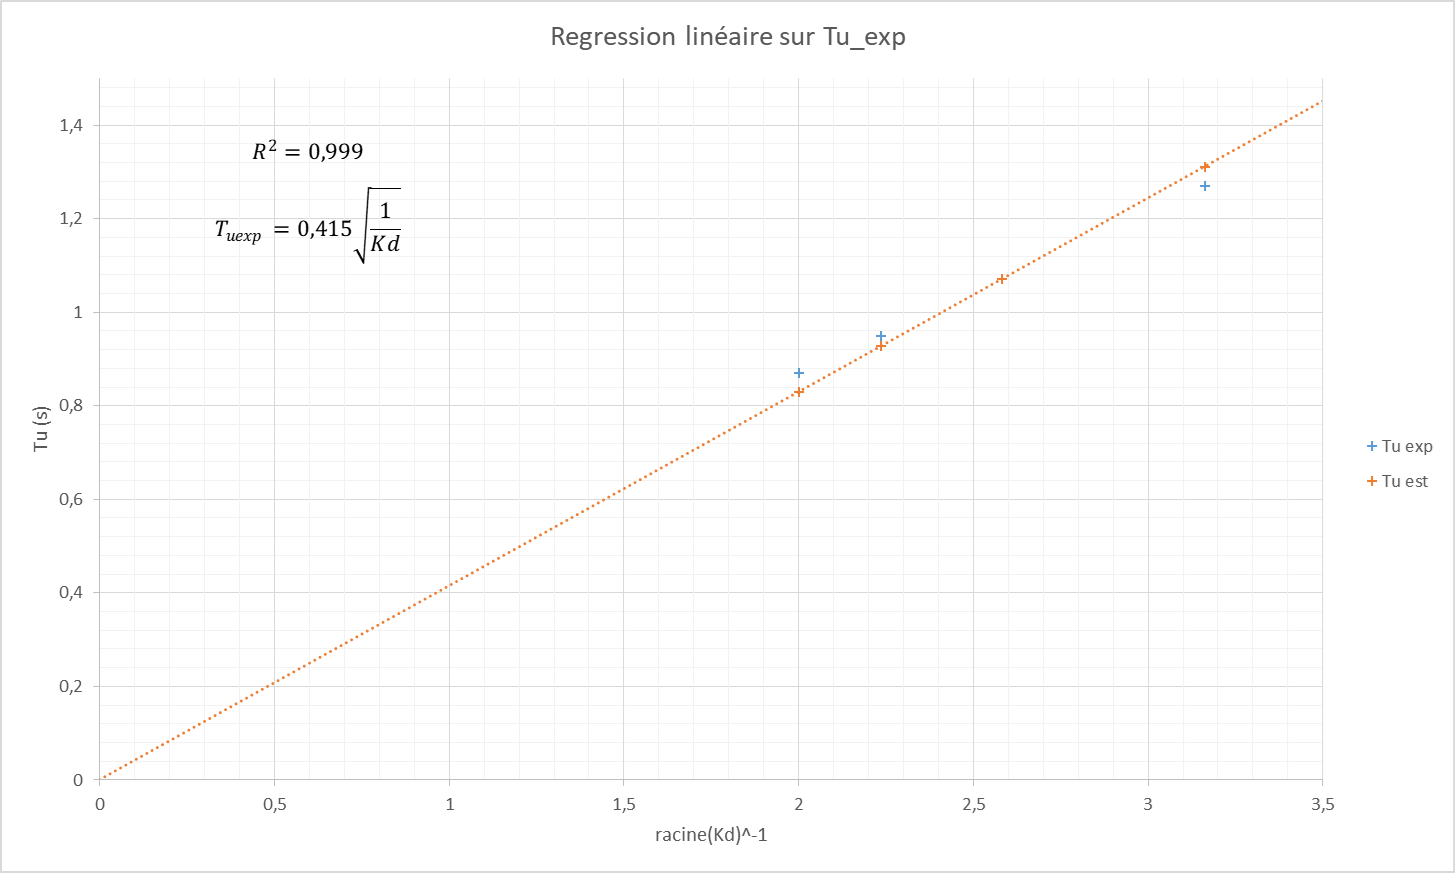 Regression linéaire sur Tu_exp
R² = 0,999
T_uexp = 0,415√(1/Kd)
1,4
1,2
1
0,8
0,6
0,4
0,2
0
Tu (s)
0 0,5 1 1,5 2 2,5 3 3,5
racine(Kd)^-1
Tu exp
Tu est